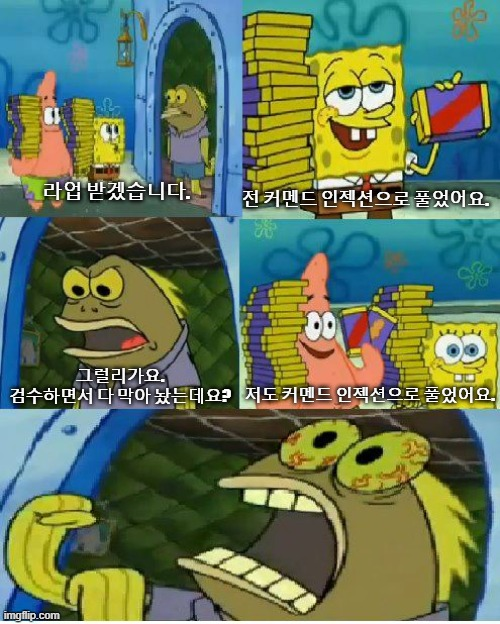 라업 받겠습니다.
전 커멘드 인젝션으로 풀었어요.
그럴리가요.
검수하면서 다 막아 놨는데요?
저도 커멘드 인젝션으로 풀었어요.
imgflip.com